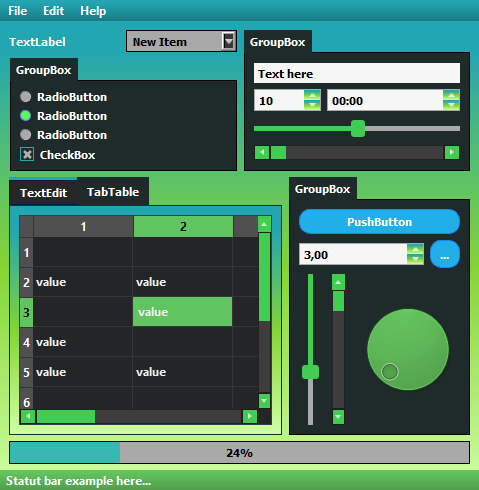 File Edit Help
TextLabel
New Item
GroupBox
RadioButton
RadioButton
RadioButton
CheckBox
GroupBox
Text here
10
00:00
TextEdit
TabTable
1 2
1
2 value value
3 value
4 value
5 value value
6
GroupBox
PushButton
3,00
...
24%
Statut bar example here...